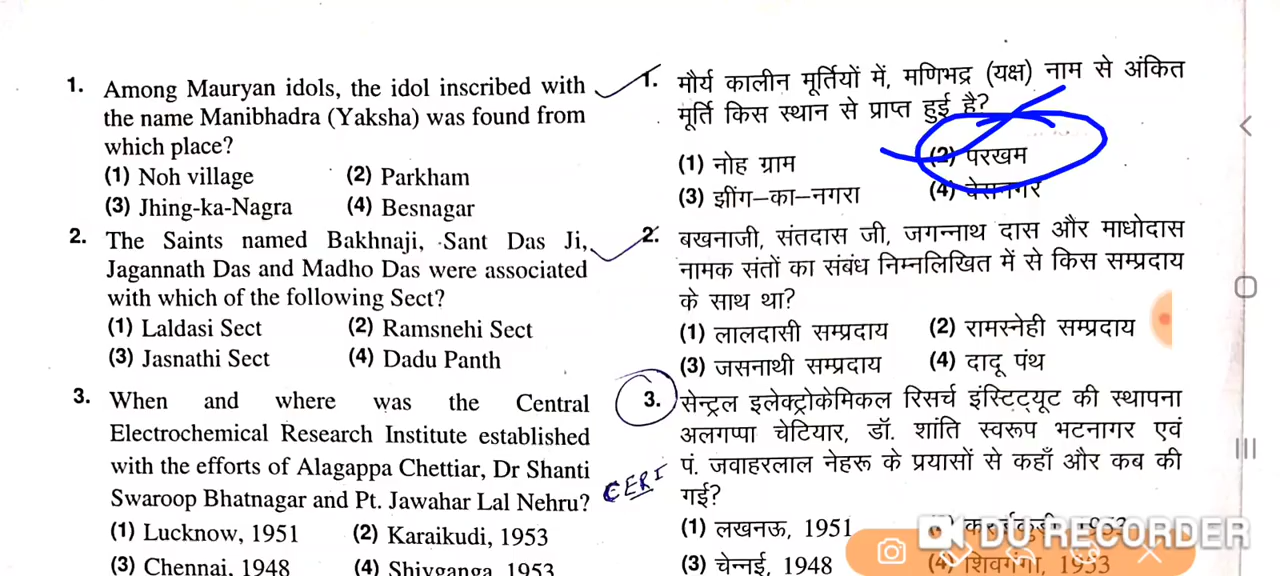 1. Among Mauryan idols, the idol inscribed with
the name Manibhadra (Yaksha) was found from
which place?
(1) Noh village (2) Parkham
(3) Jhing-ka-Nagra (4) Besnagar
2. The Saints named Bakhnaji, Sant Das Ji,
Jagannath Das and Madho Das were associated
with which of the following Sect?
(1) Laldasi Sect (2) Ramsnehi Sect
(3) Jasnathi Sect (4) Dadu Panth
3. When and where was the Central
Electrochemical Research Institute established
with the efforts of Alagappa Chettiar, Dr Shanti
Swaroop Bhatnagar and Pt. Jawahar Lal Nehru?
(1) Lucknow, 1951 (2) Karaikudi, 1953
(3) Chennai, 1948 (4) Shivganga, 1953
CERI
1. मौर्य कालीन मूर्तियों में, मणिभद्र (यक्ष) नाम से अंकित
मूर्ति किस स्थान से प्राप्त हुई है?
(1) नोह ग्राम (2) परखम
(3) झींग–का–नगरा (4) बेसनगर
2. बखनाजी, संतदास जी, जगन्नाथ दास और माधोदास
नामक संतों का संबंध निम्नलिखित में से किस सम्प्रदाय
के साथ था?
(1) लालदासी सम्प्रदाय (2) रामस्नेही सम्प्रदाय
(3) जसनाथी सम्प्रदाय (4) दादू पंथ
3. सेन्ट्रल इलेक्ट्रोकेमिकल रिसर्च इंस्टिट्यूट की स्थापना
अलगप्पा चेटियार, डॉ. शांति स्वरूप भटनागर एवं
पं. जवाहरलाल नेहरू के प्रयासों से कहाँ और कब की
गई?
(1) लखनऊ, 1951
(3) चेन्नई, 1948 (4) शिवगंगा, 1953
DU RECORDER